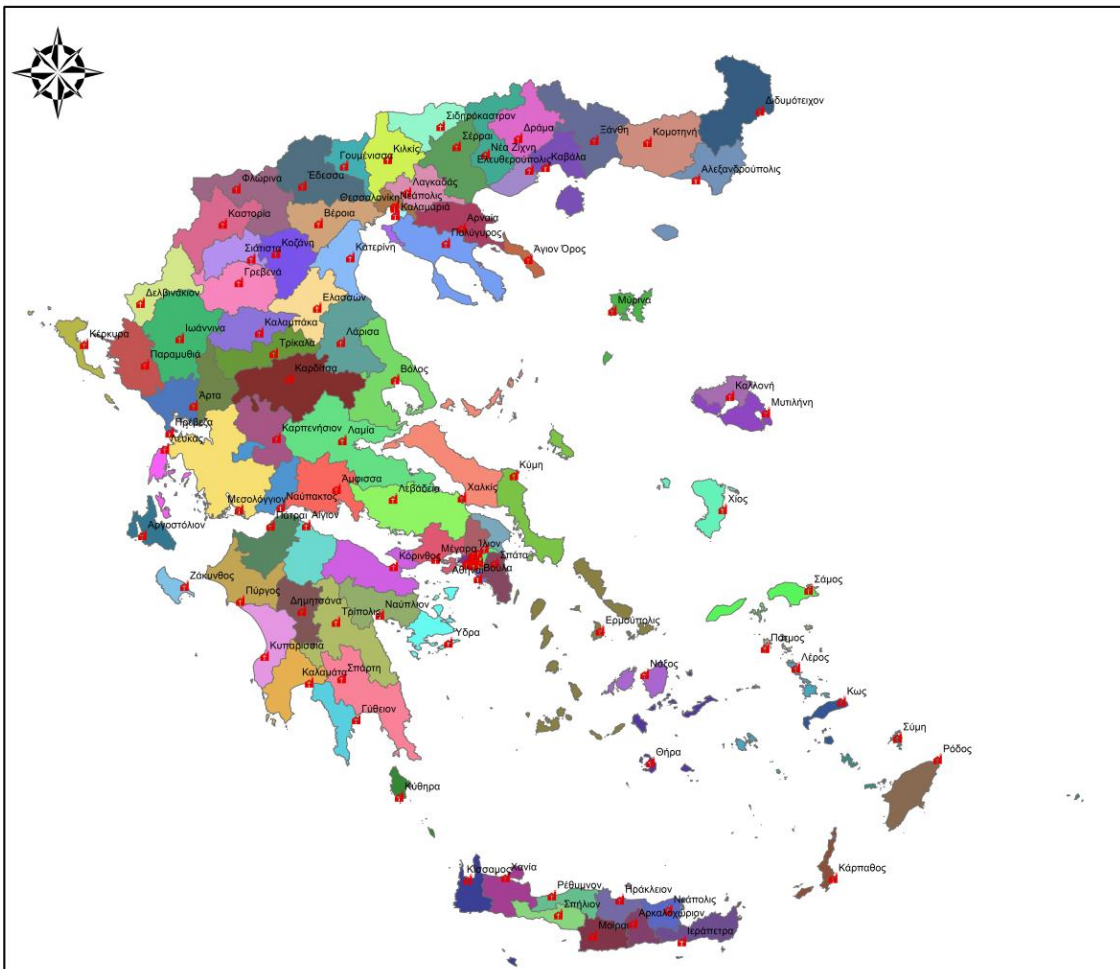 Διδυμότειχον
Σιδηρόκαστρον
Δράμα
Ξάνθη
Κομοτηνή
Σέρραι
Νέα Ζίχνη
Κιλκίς
Γουμένισσα
Ελευθερούπολις
Καβάλα
Αλεξανδρούπολις
Έδεσσα
Φλώρινα
Λαγκαδάς
Θεσσαλονίκη
Νεάπολις
Καλαμαριά
Καστορία
Βέροια
Αρναία
Πολύγυρος
Σιάτιστα
Κοζάνη
Κατερίνη
Άγιον Όρος
Γρεβενά
Δελβινάκιον
Ελασσών
Μύρινα
Κέρκυρα
Ιωάννινα
Καλαμπάκα
Λάρισα
Τρίκαλα
Παραμυθιά
Καρδίτσα
Βόλος
Καλλονή
Άρτα
Μυτιλήνη
Πρέβεζα
Λευκάς
Καρπενήσιον
Λαμία
Κύμη
Άμφισσα
Λεβάδεια
Χαλκίς
Μεσολόγγιον
Ναύπακτος
Χίος
Αργοστόλιον
Πάτραι
Αίγιον
Μέγαρα
Ίλιον
Κόρινθος
Σπάτα
Αθήνα
Βούλα
Ζάκυνθος
Σάμος
Πύργος
Δημητσάνα
Ναύπλιον
Τρίπολις
Ερμούπολις
Ύδρα
Πάτμος
Κυπαρισσία
Λέρος
Νάξος
Καλαμάτα
Σπάρτη
Κως
Γύθειον
Σύμη
Θήρα
Ρόδος
Κύθηρα
Κίσσαμος
Χανιά
Κάρπαθος
Ρέθυμνον
Ηράκλειον
Νεάπολις
Σπήλιον
Αρκαλοχώριον
Μοίραι
Ιεράπετρα